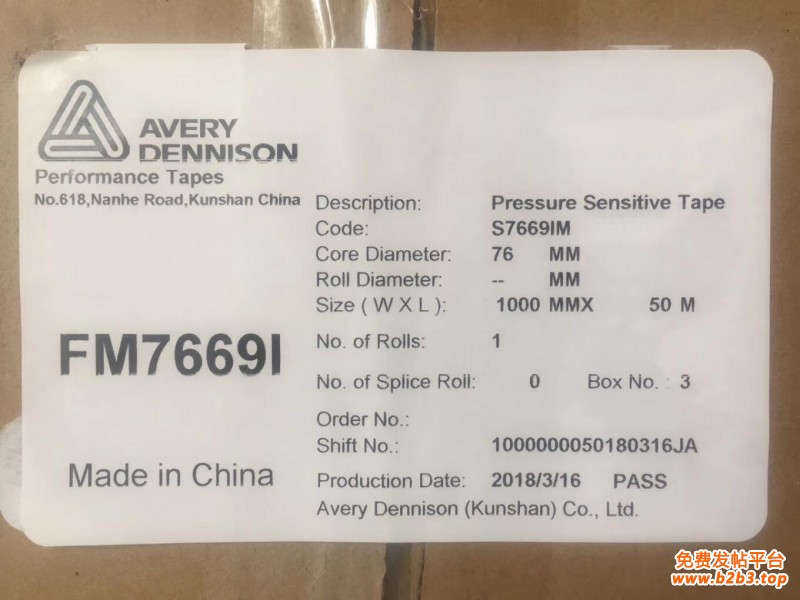 AVERY
DENNISON
Performance Tapes
No.618,Nanhe Road,Kunshan China
Description: Pressure Sensitive Tape
Code: S7669IM
Core Diameter: 76 MM
Roll Diameter: -- MM
Size ( W X L ): 1000 MMX 50 M
FM7669I
No. of Rolls: 1
No. of Splice Roll: 0 Box No. : 3
Order No.:
Shift No.: 1000000050180316JA
Made in China
Production Date: 2018/3/16 PASS
Avery Dennison (Kunshan) Co., Ltd.
免费发帖平台
www.b2b3.top